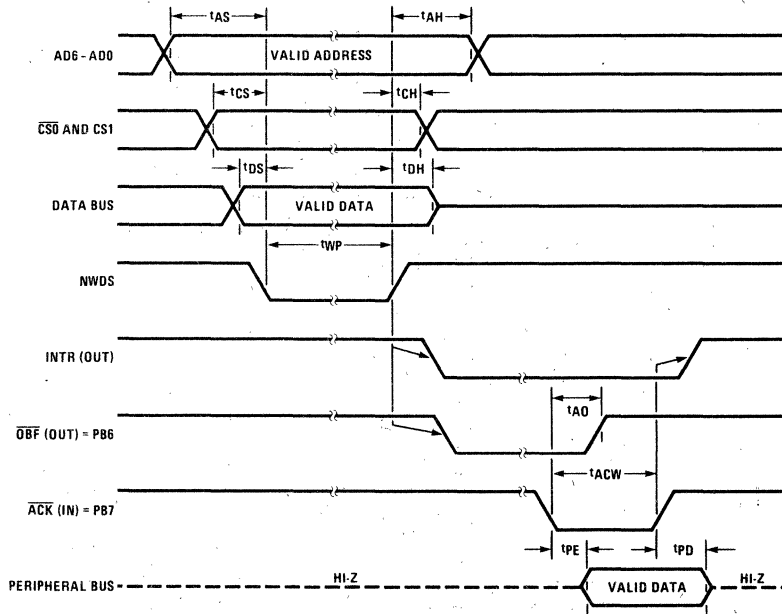 tAS
tAH
AD6 - AD0
VALID ADDRESS
tCS
tCH
CS0 AND CS1
tDS
tDH
DATA BUS
VALID DATA
tWP
NWDS
INTR (OUT)
tAO
OBF (OUT) = PB6
tACW
ACK (IN) = PB7
tPE
tPD
PERIPHERAL BUS
HI-Z
VALID DATA
HI-Z